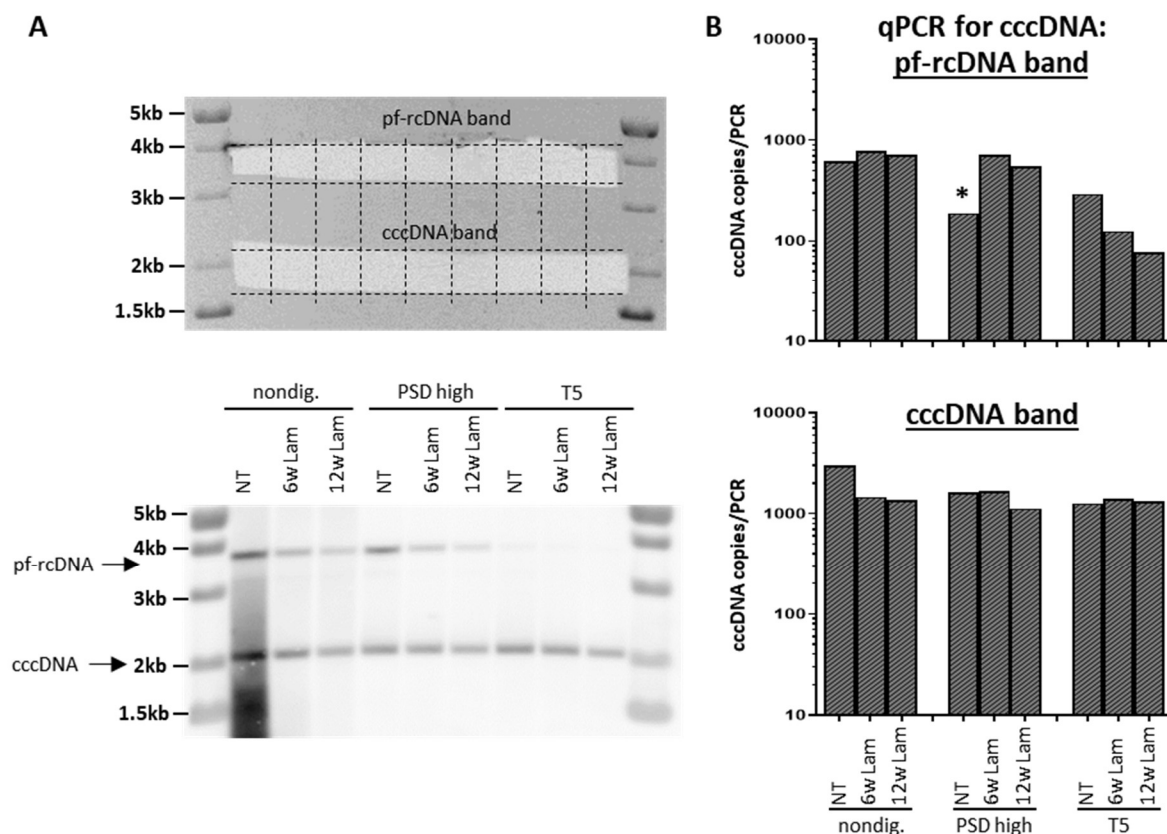 A
5kb
4kb
3kb
2kb
1.5kb
pf-rcDNA band
cccDNA band
nondig. PSD high T5
NT 6w Lam 12w Lam NT 6w Lam 12w Lam NT 6w Lam 12w Lam
5kb
4kb
pf-rcDNA
3kb
cccDNA
2kb
1.5kb
B
qPCR for cccDNA:
pf-rcDNA band
cccDNA copies/PCR
10000
1000
100
10
*
cccDNA band
cccDNA copies/PCR
10000
1000
100
10
NT 6w Lam 12w Lam NT 6w Lam 12w Lam NT 6w Lam 12w Lam
nondig. PSD high T5